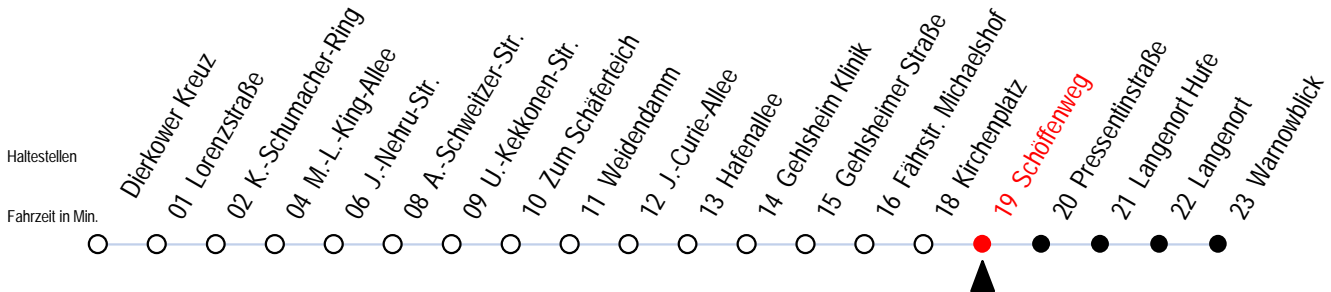 Haltestellen
Fahrzeit in Min.
Dierkower Kreuz
01 Lorenzstraße
02 K.-Schumacher-Ring
04 M.-L.-King-Allee
06 J.-Nehru-Str.
08 A.-Schweitzer-Str.
09 U.-Kekkonen-Str.
10 Zum Schäferteich
11 Weidendamm
12 J.-Curie-Allee
13 Hafenallee
14 Gehlsheim Klinik
15 Gehlsheimer Straße
16 Fährstr. Michaelshof
18 Kirchenplatz
19 Schöffenweg
20 Pressentinstraße
21 Langenort Hufe
22 Langenort
23 Warnowblick